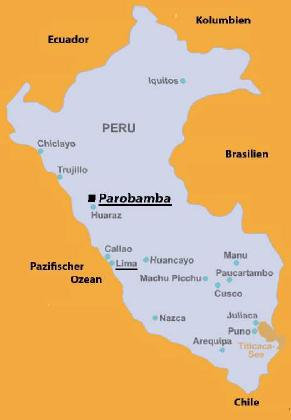 Kolumbien
Ecuador
Iquitos
PERU
Chiclayo
Brasilien
Trujillo
Parobamba
Huaraz
Callao
Lima
Huancayo
Manu
Pazifischer
Ozean
Machu Picchu
Paucartambo
Cusco
Nazca
Juliaca
Puno
Titicaca-
See
Arequipa
Chile